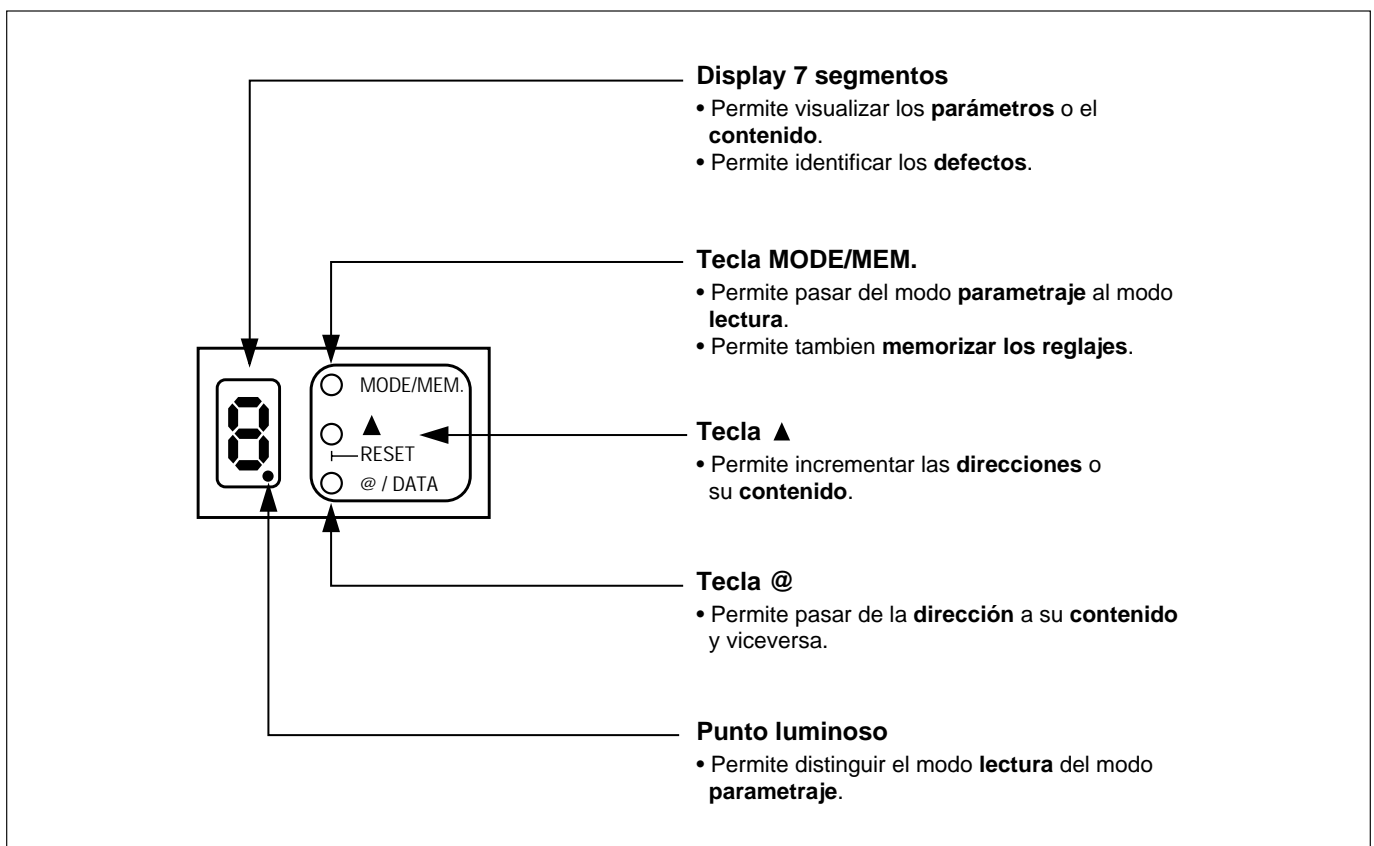 Display 7 segmentos
• Permite visualizar los parámetros o el
contenido.
• Permite identificar los defectos.
Tecla MODE/MEM.
• Permite pasar del modo parametraje al modo
lectura.
• Permite tambien memorizar los reglajes.
8.
MODE/MEM.
▲
RESET
@ / DATA
Tecla ▲
• Permite incrementar las direcciones o
su contenido.
Tecla @
• Permite pasar de la dirección a su contenido
y viceversa.
Punto luminoso
• Permite distinguir el modo lectura del modo
parametraje.